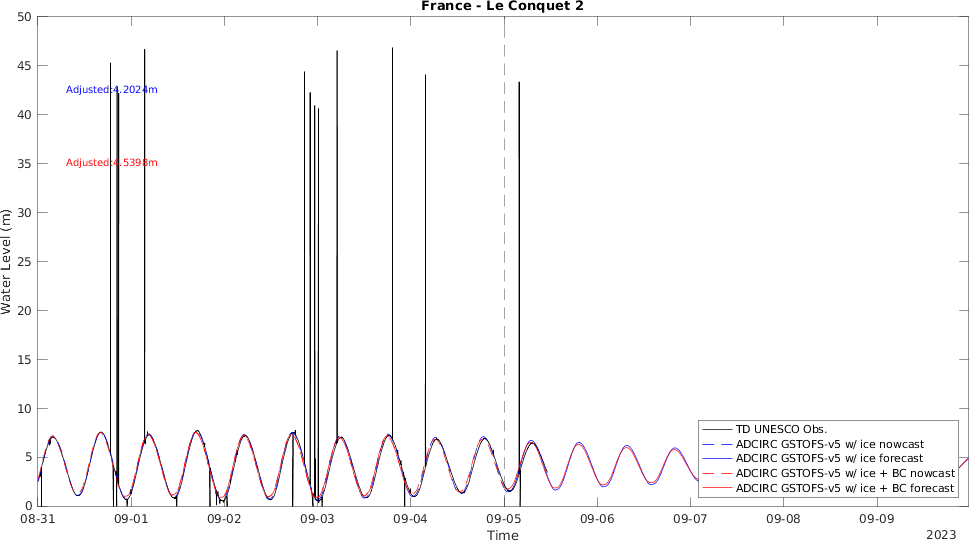 France - Le Conquet 2
50
45
40
35
30
25
20
15
10
5
0
Water Level (m)
Adjusted:4.2024m
Adjusted:4.5398m
TD UNESCO Obs.
ADCIRC GSTOFS-v5 w/ ice nowcast
ADCIRC GSTOFS-v5 w/ ice forecast
ADCIRC GSTOFS-v5 w/ ice + BC nowcast
ADCIRC GSTOFS-v5 w/ ice + BC forecast
08-31 09-01 09-02 09-03 09-04 09-05 09-06 09-07 09-08 09-09
Time
2023